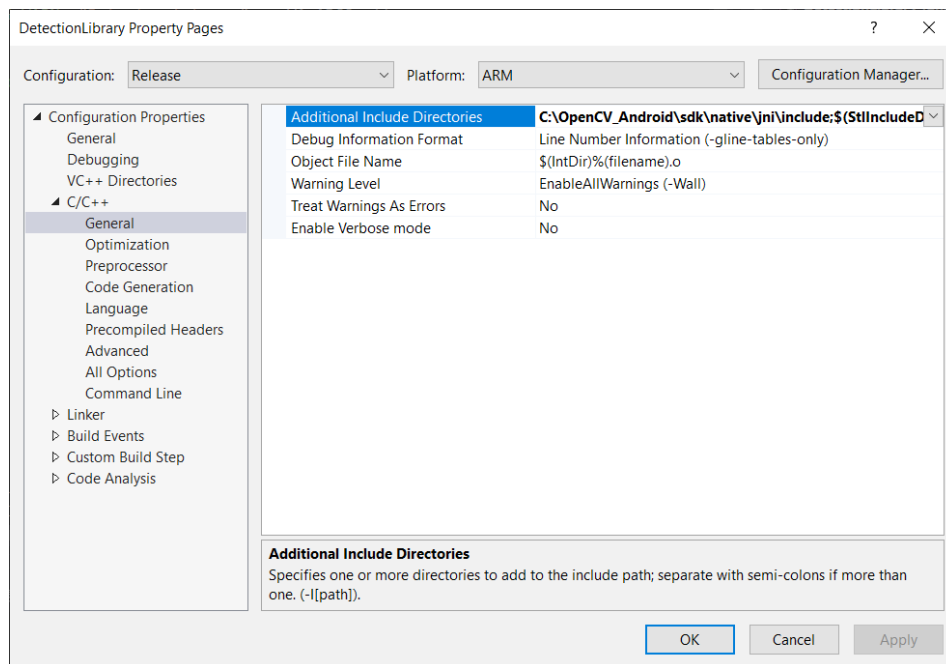 DetectionLibrary Property Pages
Configuration: Release Platform: ARM Configuration Manager...
Configuration Properties
General
Debugging
VC++ Directories
C/C++
General
Optimization
Preprocessor
Code Generation
Language
Precompiled Headers
Advanced
All Options
Command Line
Linker
Build Events
Custom Build Step
Code Analysis
Additional Include Directories C:\OpenCV_Android\sdk\native\jni\include;$(StlIncludeD
Debug Information Format Line Number Information (-gline-tables-only)
Object File Name $(IntDir)%(filename).o
Warning Level EnableAllWarnings (-Wall)
Treat Warnings As Errors No
Enable Verbose mode No
Additional Include Directories
Specifies one or more directories to add to the include path; separate with semi-colons if more than
one. (-I[path]).
OK Cancel Apply